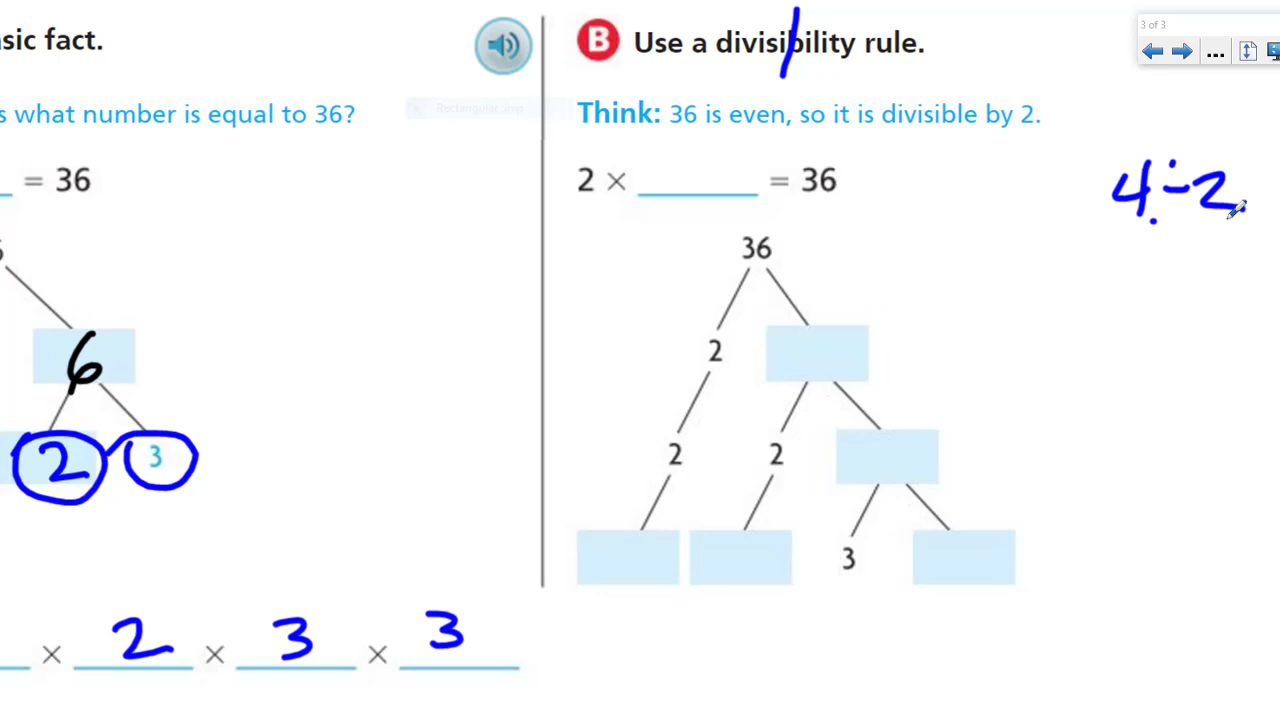 sic fact.
s what number is equal to 36?
= 36
6
2 3
× 2 × 3 × 3
B Use a divisibility rule.
Think: 36 is even, so it is divisible by 2.
2 × ______ = 36
36
2
2 2
3
4 ÷ 2
3 of 3
...